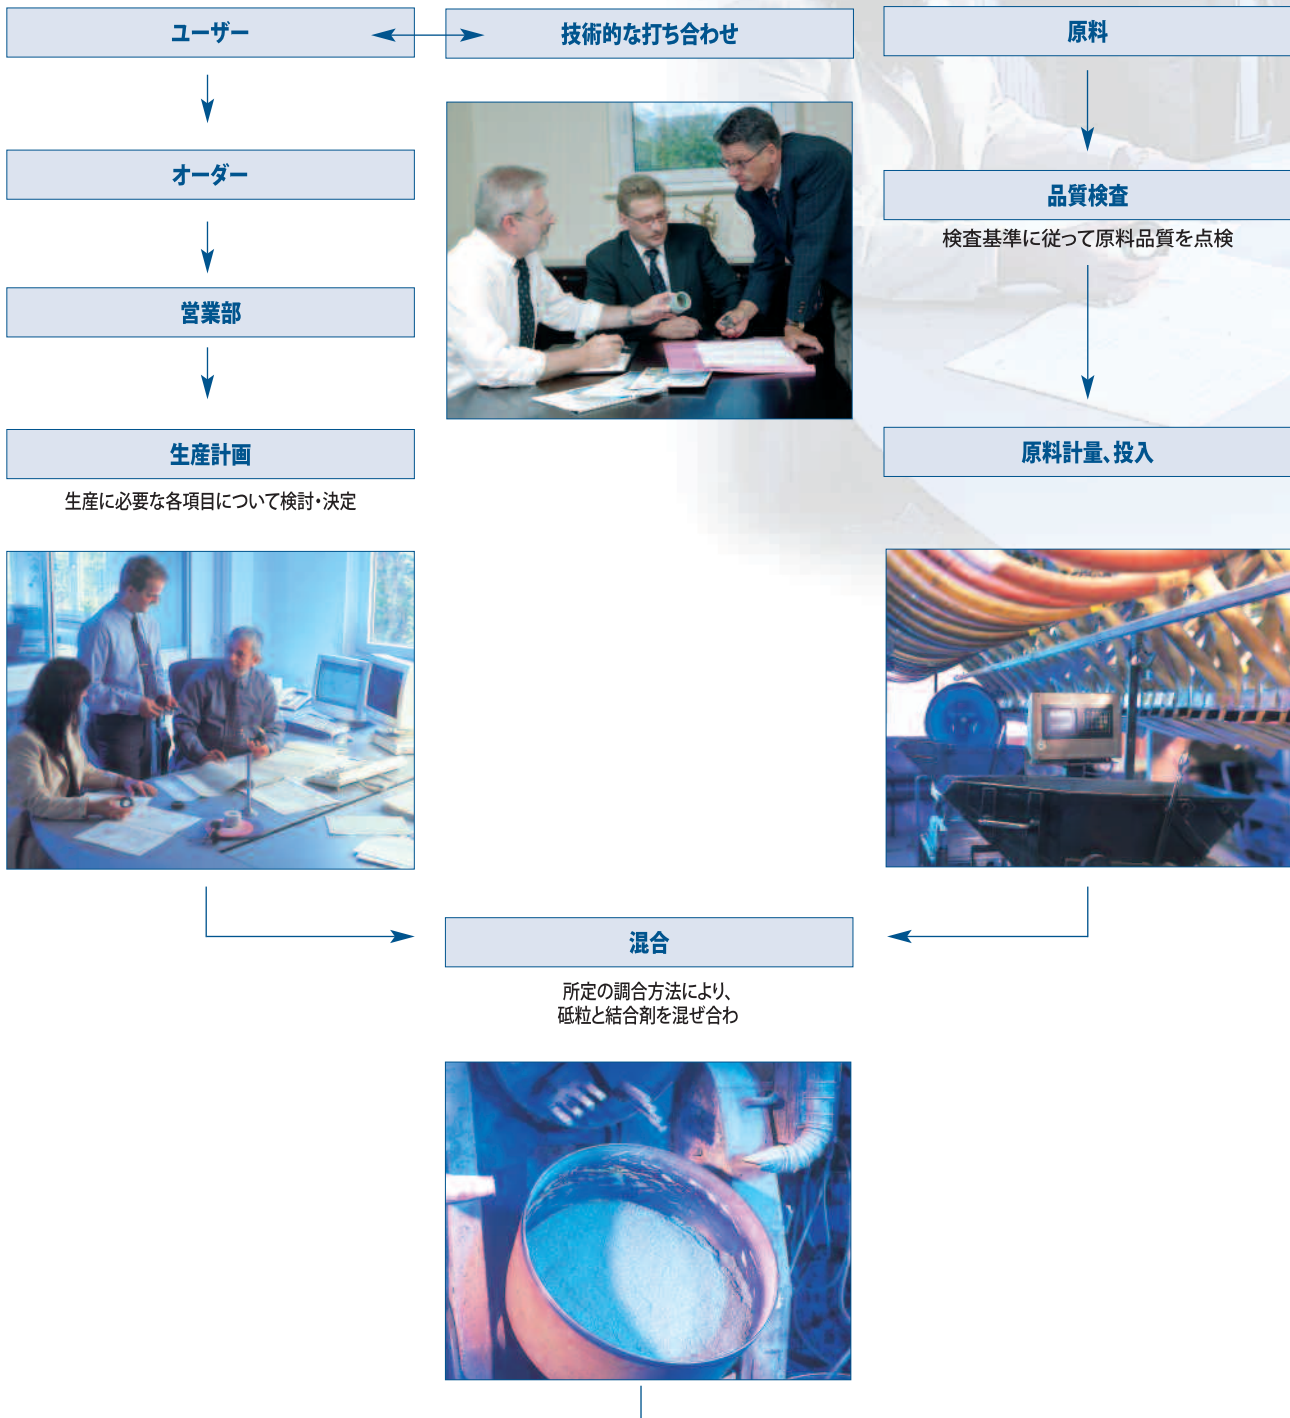 ユーザー
技術的な打ち合わせ
原料
オーダー
品質検査
検査基準に従って原料品質を点検
営業部
生産計画
生産に必要な各項目について検討・決定
原料計量、投入
混合
所定の調合方法により、
砥粒と結合剤を混ぜ合わ